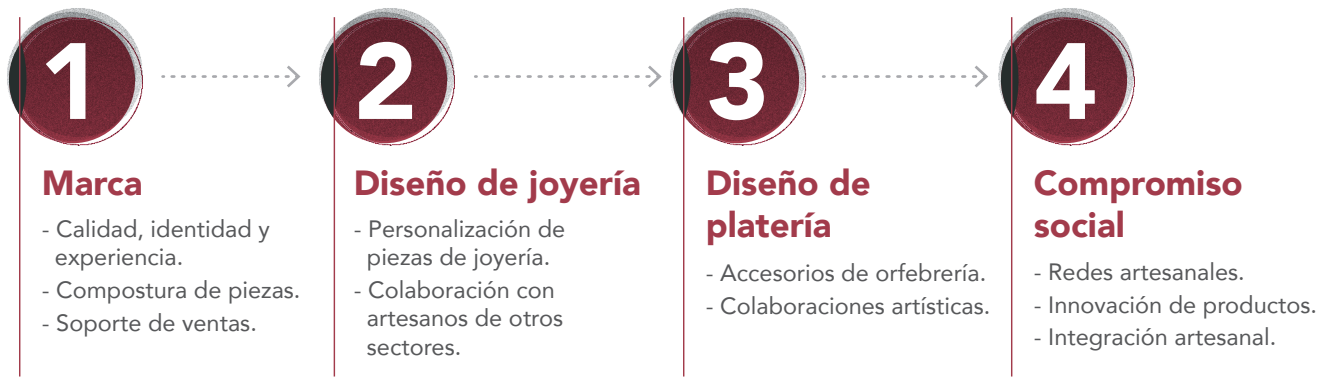 1
Marca
- Calidad, identidad y
experiencia.
- Compostura de piezas.
- Soporte de ventas.
2
Diseño de joyería
- Personalización de
piezas de joyería.
- Colaboración con
artesanos de otros
sectores.
3
Diseño de
platería
- Accesorios de orfebrería.
- Colaboraciones artísticas.
4
Compromiso
social
- Redes artesanales.
- Innovación de productos.
- Integración artesanal.